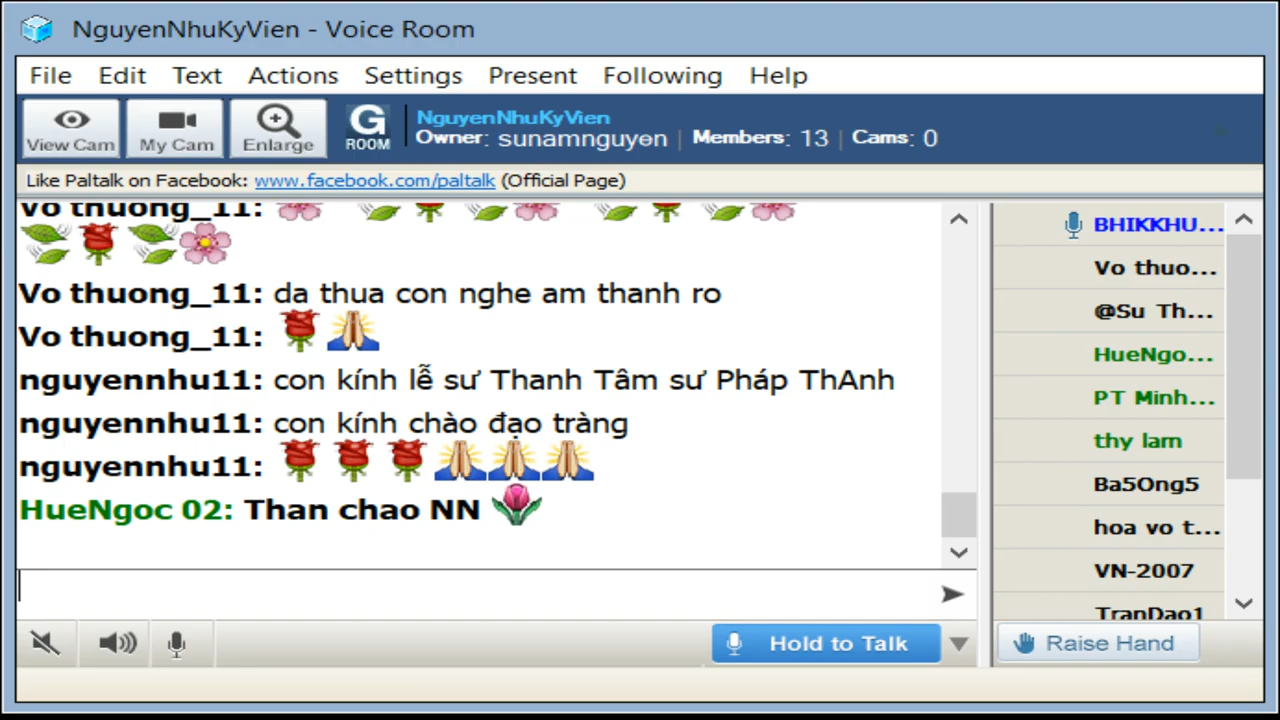 NguyenNhuKyVien - Voice Room
File Edit Text Actions Settings Present Following Help
View Cam My Cam Enlarge G ROOM
NguyenNhuKyVien
Owner: sunamnguyen | Members: 13 | Cams: 0
Like Paltalk on Facebook: www.facebook.com/paltalk (Official Page)
Vo thuong_11:
Vo thuong_11: da thua con nghe am thanh ro
Vo thuong_11:
nguyennhu11: con kính lễ sư Thanh Tâm sư Pháp ThAnh
nguyennhu11: con kính chào đạo tràng
nguyennhu11:
HueNgoc 02: Than chao NN
BHIKKHU...
Vo thuo...
@Su Th...
HueNgo...
PT Minh...
thy lam
Ba5Ong5
hoa vo t...
VN-2007
TranDao1
Hold to Talk
Raise Hand